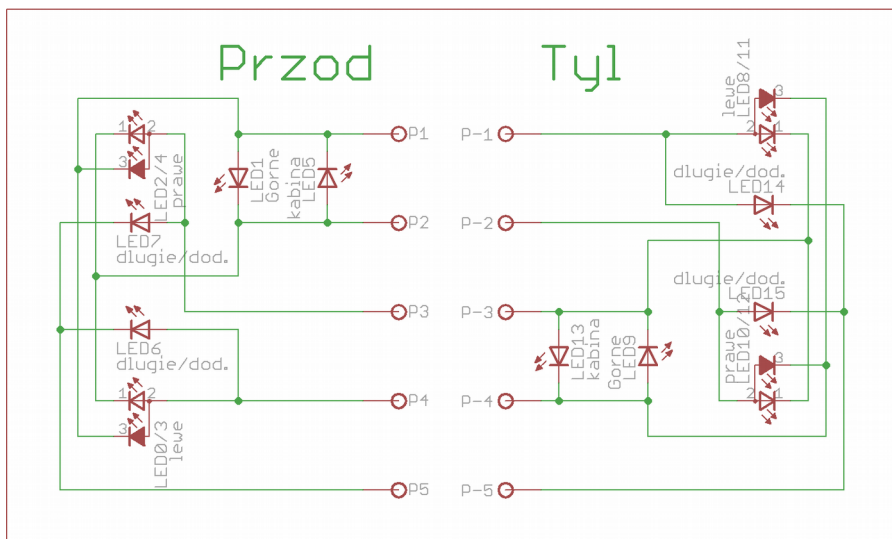 Przod
Tyl
1
2
3
LED2/4
prawe
LED7
dlugie/dod.
LED6
dlugie/dod.
1
2
3
LED0/3
lewe
LED1
Gorne
kabina
LED5
P1
P2
P3
P4
P5
P-1
P-2
P-3
P-4
P-5
LED13
kabina
Gorne
LED9
lewe
LED8/11
3
2
1
dlugie/dod.
LED14
dlugie/dod.
LED15
prawe
LED10/12
3
2
1